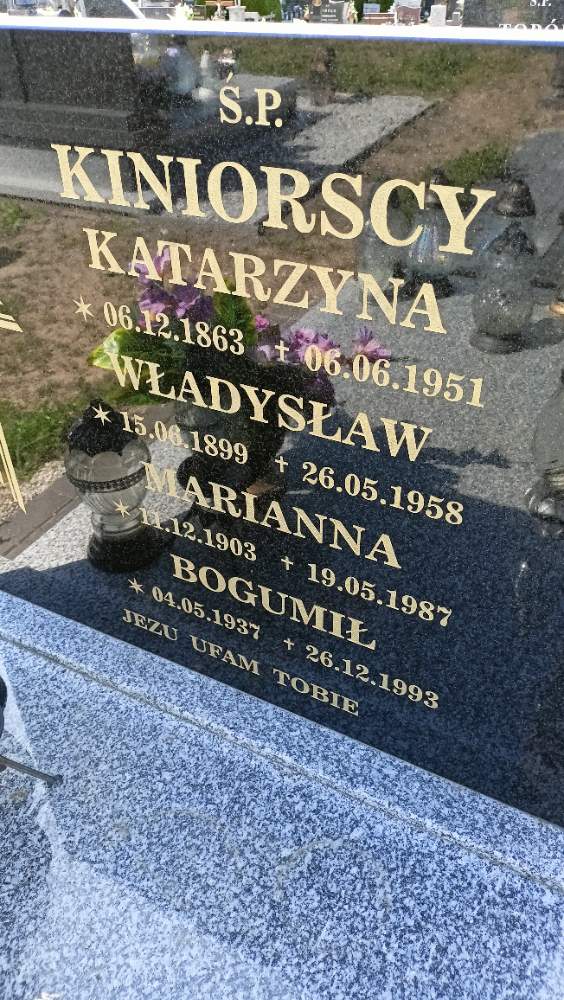 Ś.P.
KINIORSCY
KATARZYNA
✶ 06.12.1863 ✝ 06.06.1951
WŁADYSŁAW
✶ 15.06.1899 ✝ 26.05.1958
MARIANNA
✶ 11.12.1903 ✝ 19.05.1987
BOGUMIŁ
✶ 04.05.1937 ✝ 26.12.1993
JEZU UFAM TOBIE
Ś.P.